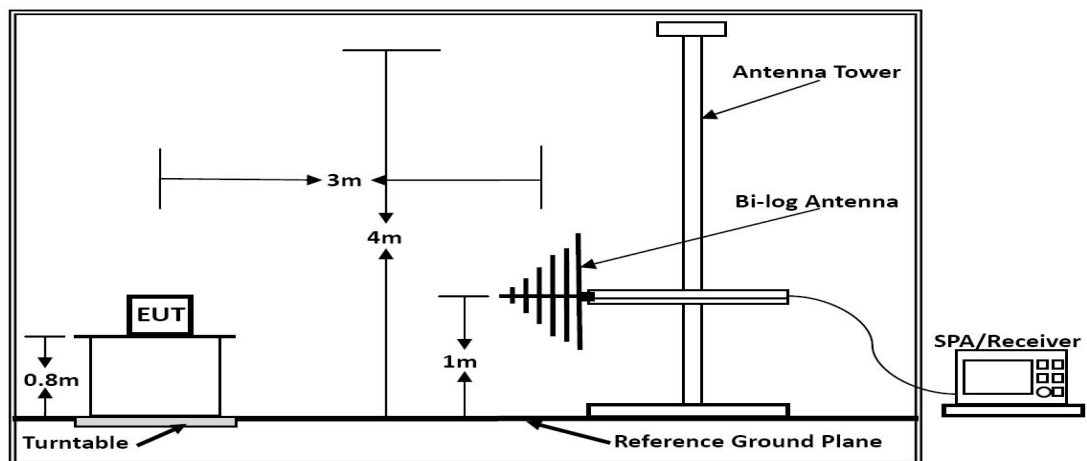 Antenna Tower
3m
Bi-log Antenna
4m
EUT
1m
SPA/Receiver
0.8m
Turntable
Reference Ground Plane